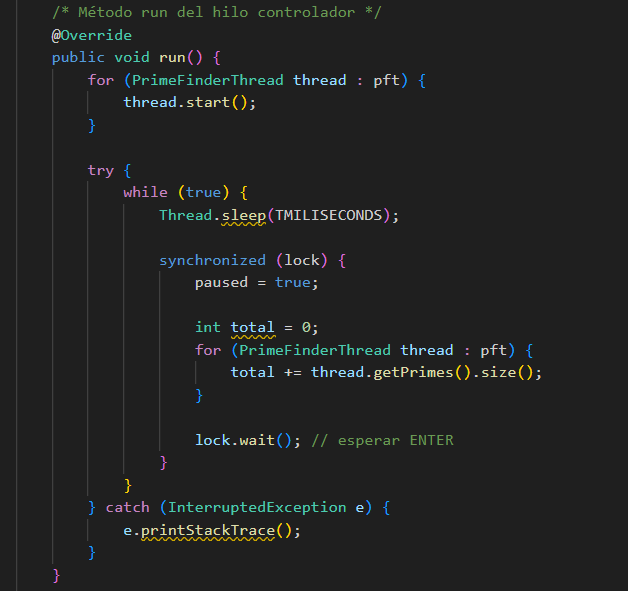 /* Método run del hilo controlador */
@Override
public void run() {
for (PrimeFinderThread thread : pft) {
thread.start();
}
try {
while (true) {
Thread.sleep(TMILISECONDS);
synchronized (lock) {
paused = true;
int total = 0;
for (PrimeFinderThread thread : pft) {
total += thread.getPrimes().size();
}
lock.wait(); // esperar ENTER
}
}
} catch (InterruptedException e) {
e.printStackTrace();
}
}